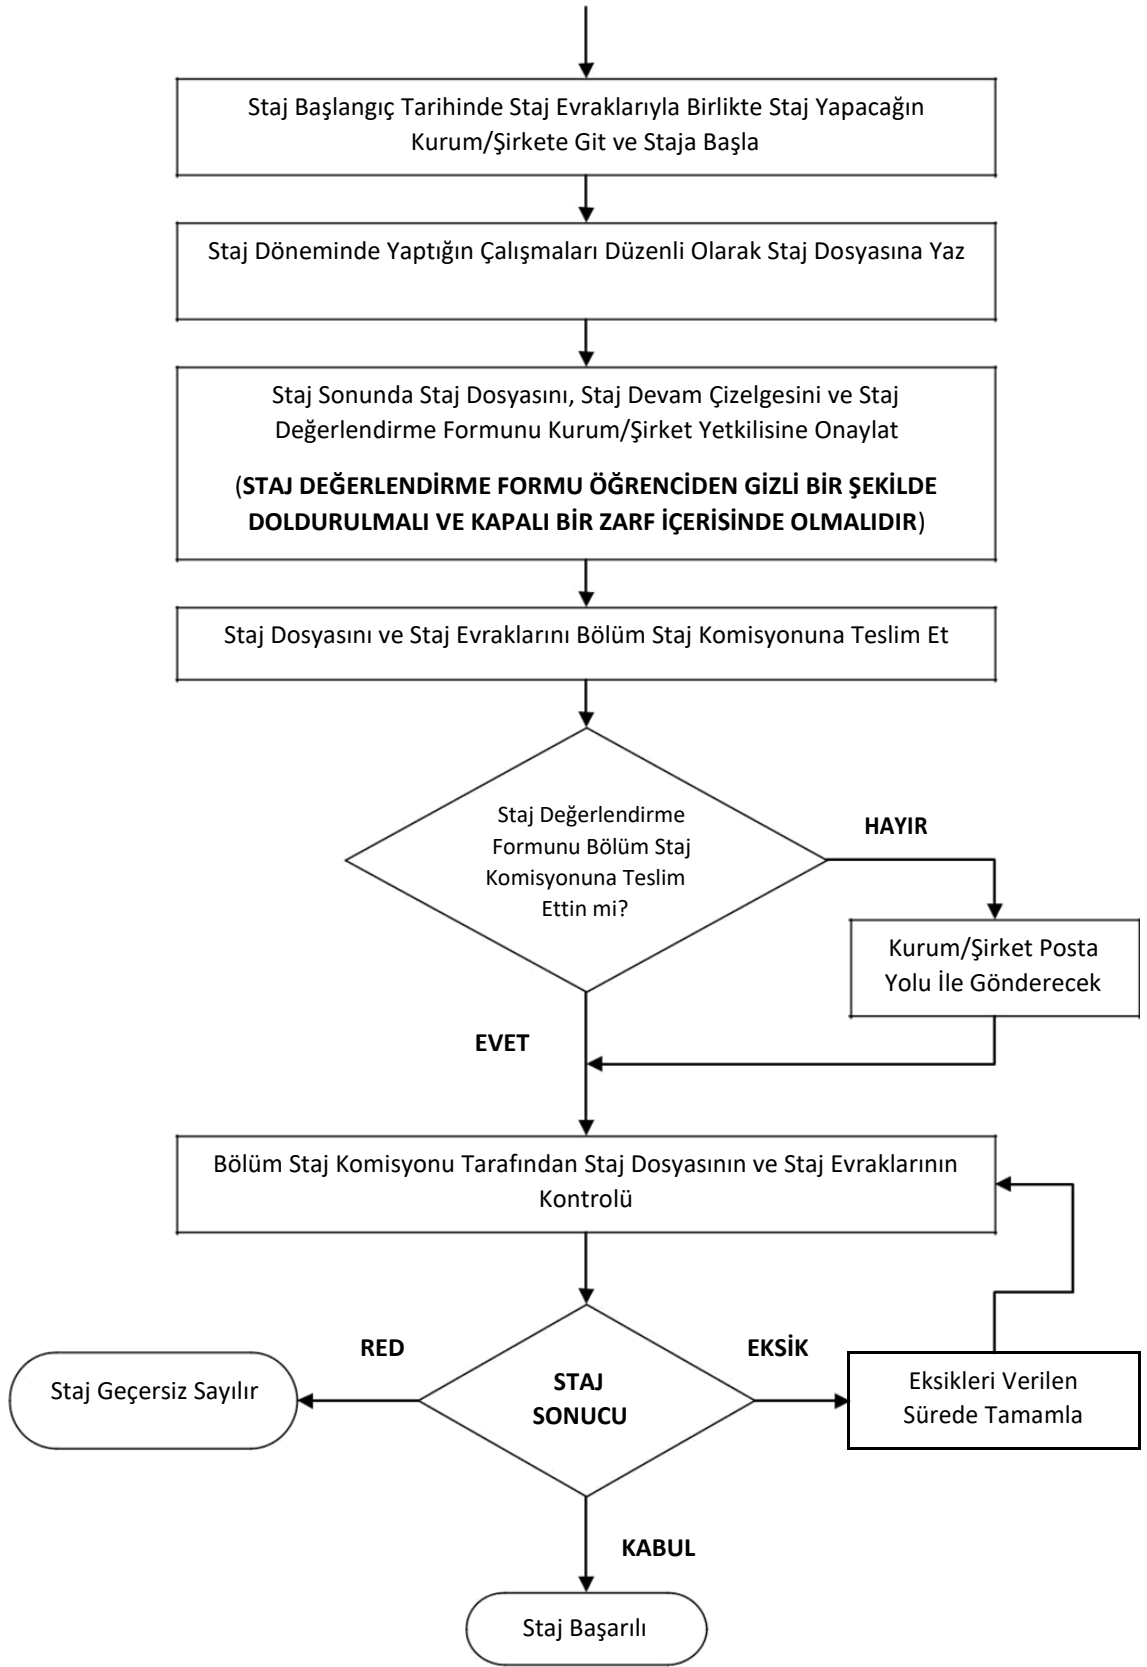 Staj Başlangıç Tarihinde Staj Evraklarıyla Birlikte Staj Yapacağın
Kurum/Şirkete Git ve Staja Başla
Staj Döneminde Yaptığın Çalışmaları Düzenli Olarak Staj Dosyasına Yaz
Staj Sonunda Staj Dosyasını, Staj Devam Çizelgesini ve Staj
Değerlendirme Formunu Kurum/Şirket Yetkilisine Onaylat
(STAJ DEĞERLENDİRME FORMU ÖĞRENCİDEN GİZLİ BİR ŞEKİLDE
DOLDURULMALI VE KAPALI BİR ZARF İÇERİSİNDE OLMALIDIR)
Staj Dosyasını ve Staj Evraklarını Bölüm Staj Komisyonuna Teslim Et
Staj Değerlendirme
Formunu Bölüm Staj
Komisyonuna Teslim
Ettin mi?
HAYIR
Kurum/Şirket Posta
Yolu İle Gönderecek
EVET
Bölüm Staj Komisyonu Tarafından Staj Dosyasının ve Staj Evraklarının
Kontrolü
RED
EKSİK
Staj Geçersiz Sayılır
STAJ
SONUCU
Eksikleri Verilen
Sürede Tamamla
KABUL
Staj Başarılı